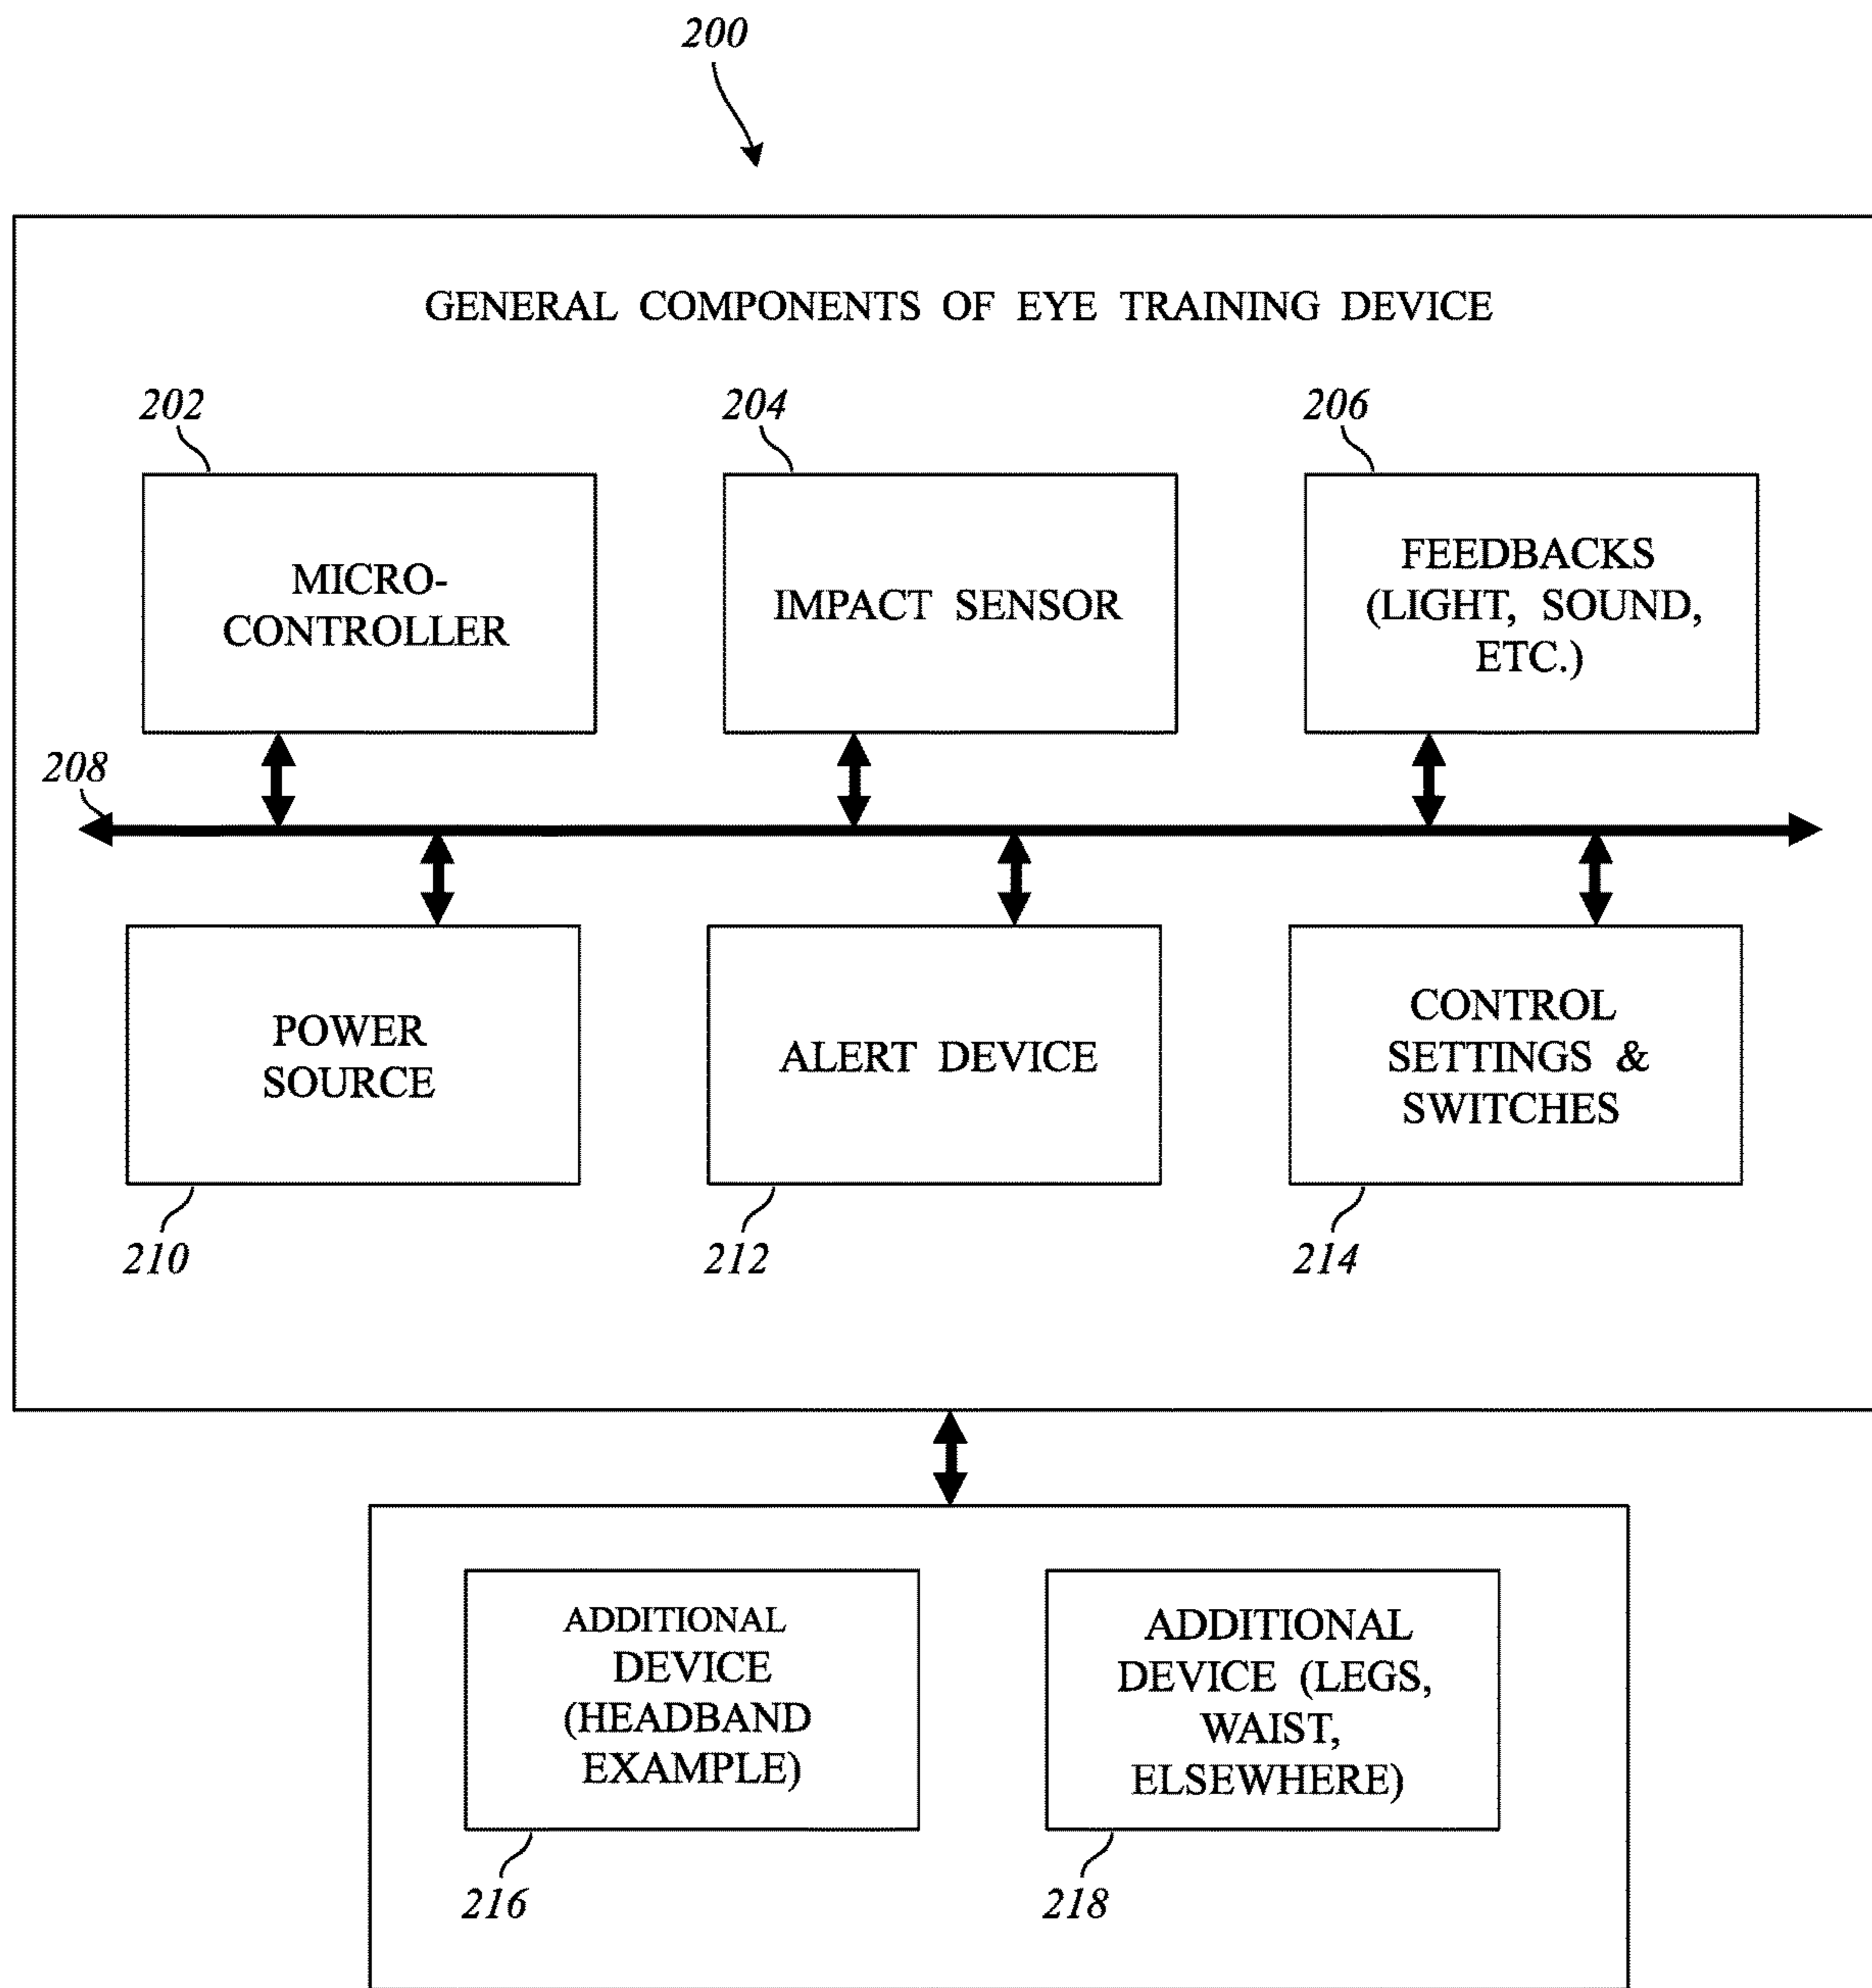 200
GENERAL COMPONENTS OF EYE TRAINING DEVICE
202
204
206
MICRO-
CONTROLLER
IMPACT SENSOR
FEEDBACKS
(LIGHT, SOUND,
ETC.)
208
POWER
SOURCE
ALERT DEVICE
CONTROL
SETTINGS &
SWITCHES
210
212
214
ADDITIONAL
DEVICE
(HEADBAND
EXAMPLE)
ADDITIONAL
DEVICE (LEGS,
WAIST,
ELSEWHERE)
216
218